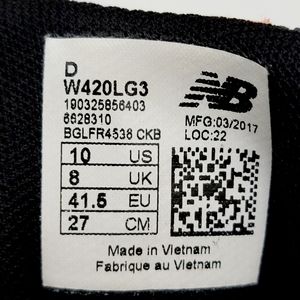 D
W420LG3
190325856403
6628310
BGLFR4538 CKB
NB
MFG:03/2017
LOC:22
10 US
8 UK
41.5 EU
27 CM
Made in Vietnam
Fabrique au Vietnam